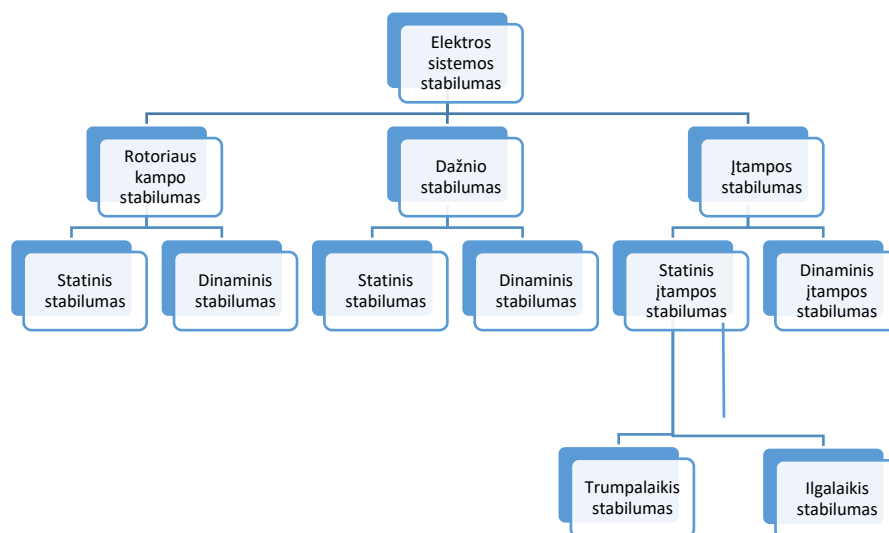 Elektros
sistemos
stabilumas
Rotoriaus
kampo
stabilumas
Dažnio
stabilumas
Įtampos
stabilumas
Statinis
stabilumas
Dinaminis
stabilumas
Statinis
stabilumas
Dinaminis
stabilumas
Statinis
įtampos
stabilumas
Dinaminis
įtampos
stabilumas
Trumpalaikis
stabilumas
Ilgalaikis
stabilumas